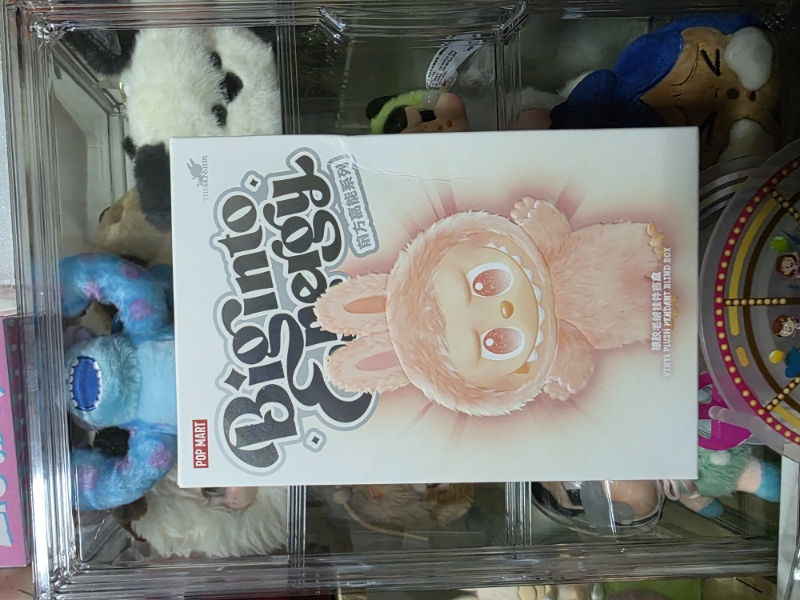 THE MONSTERS
Big Into
Energy
前方高能系列
POP MART
搪胶毛绒挂件盲盒
VINYL PLUSH PENDANT BLIND BOX